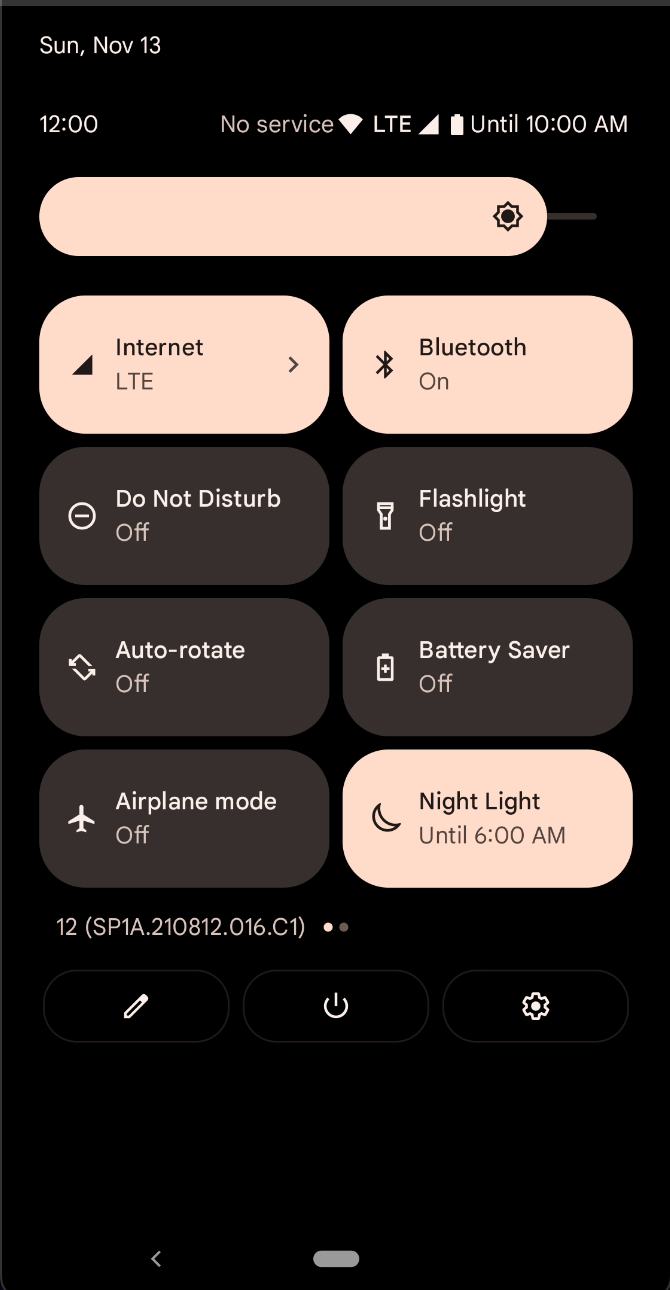 Sun, Nov 13
12:00 No service LTE Until 10:00 AM
Internet
LTE
Bluetooth
On
Do Not Disturb
Off
Flashlight
Off
Auto-rotate
Off
Battery Saver
Off
Airplane mode
Off
Night Light
Until 6:00 AM
12 (SP1A.210812.016.C1)